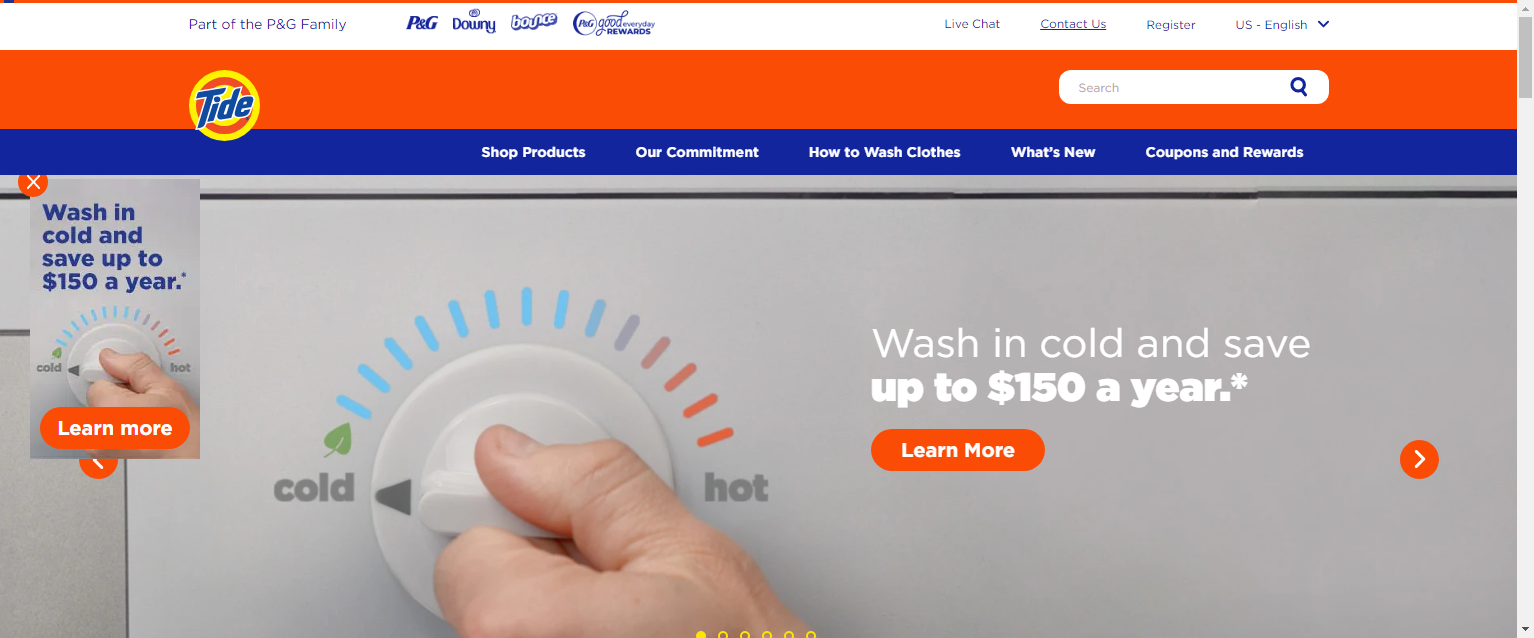 Part of the P&G Family
P&G
Downy
bounce
P&G good everyday
REWARDS
Live Chat
Contact Us
Register
US - English
Tide
Search
Shop Products
Our Commitment
How to Wash Clothes
What's New
Coupons and Rewards
Wash in
cold and
save up to
$150 a year.*
cold
hot
Learn more
Wash in cold and save
up to $150 a year.*
Learn More
cold
hot